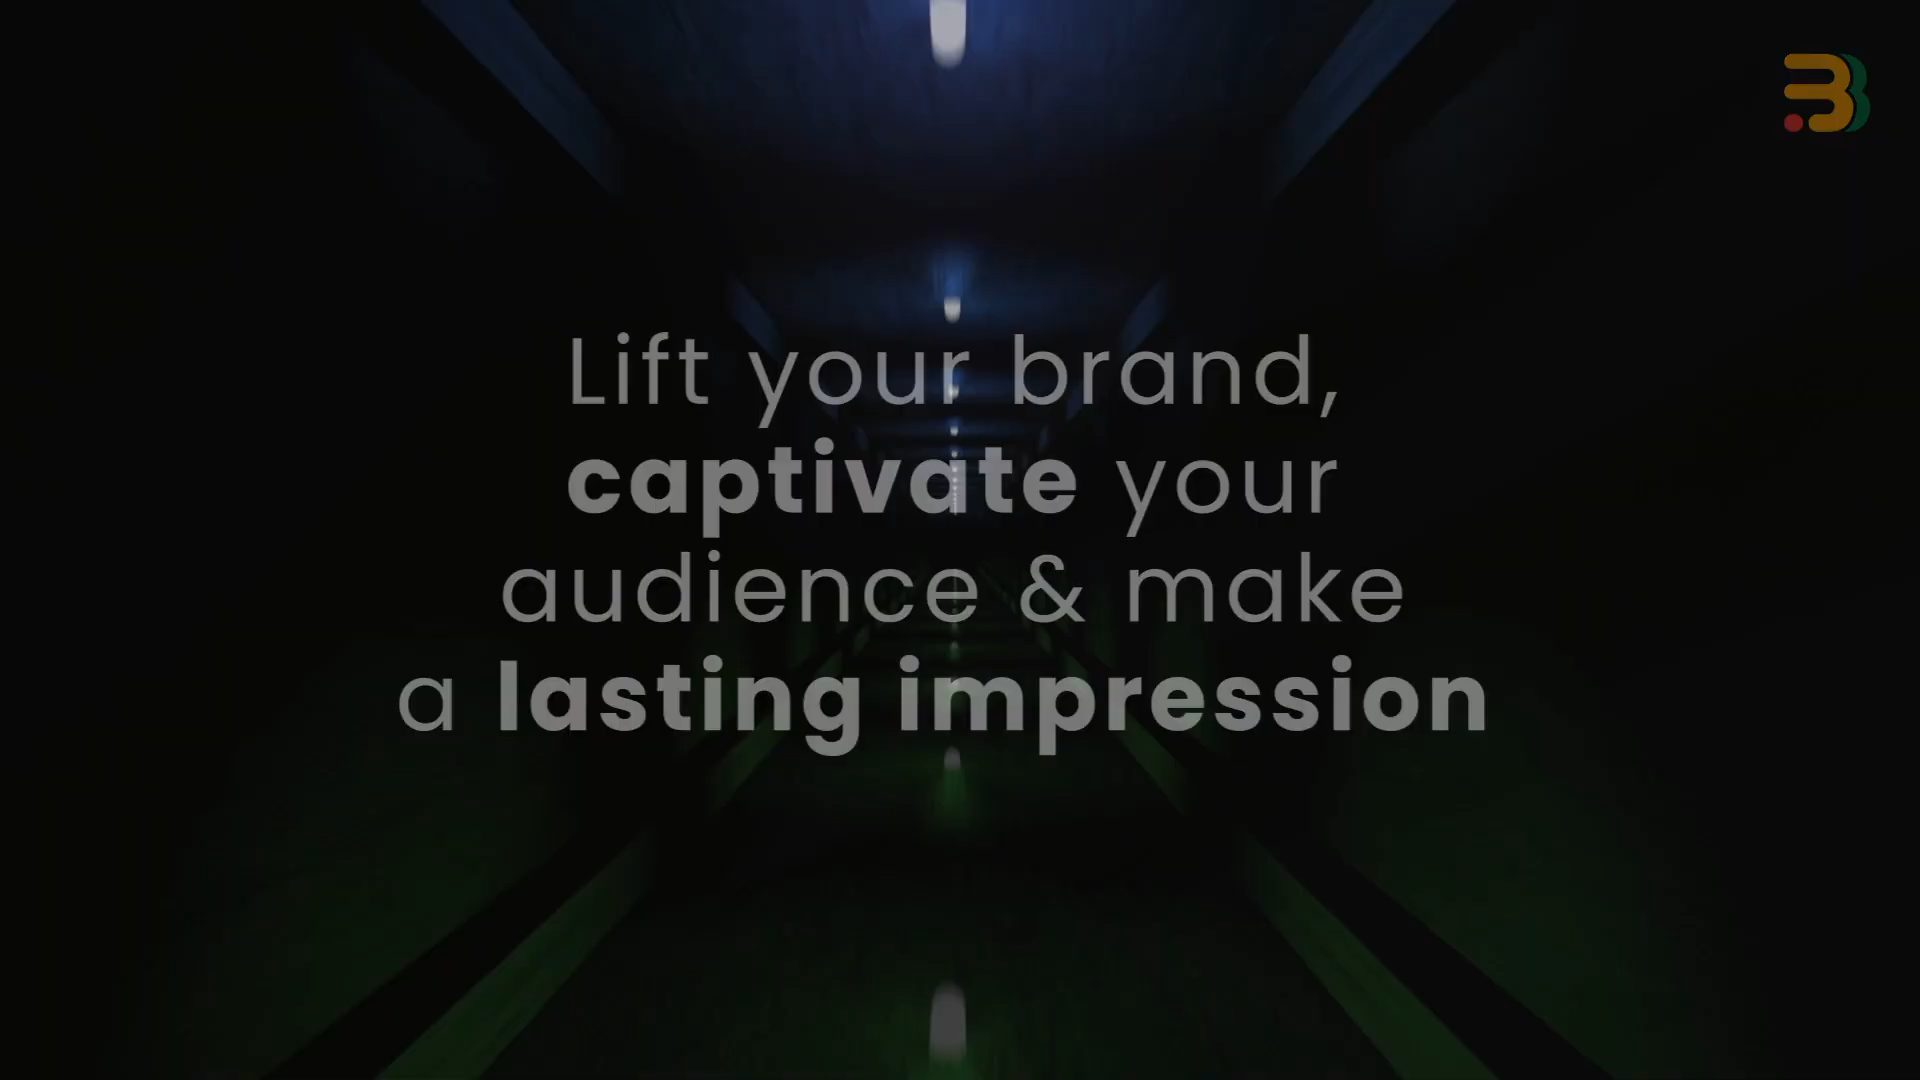 Lift your brand,
captivate your
audience & make
a lasting impression